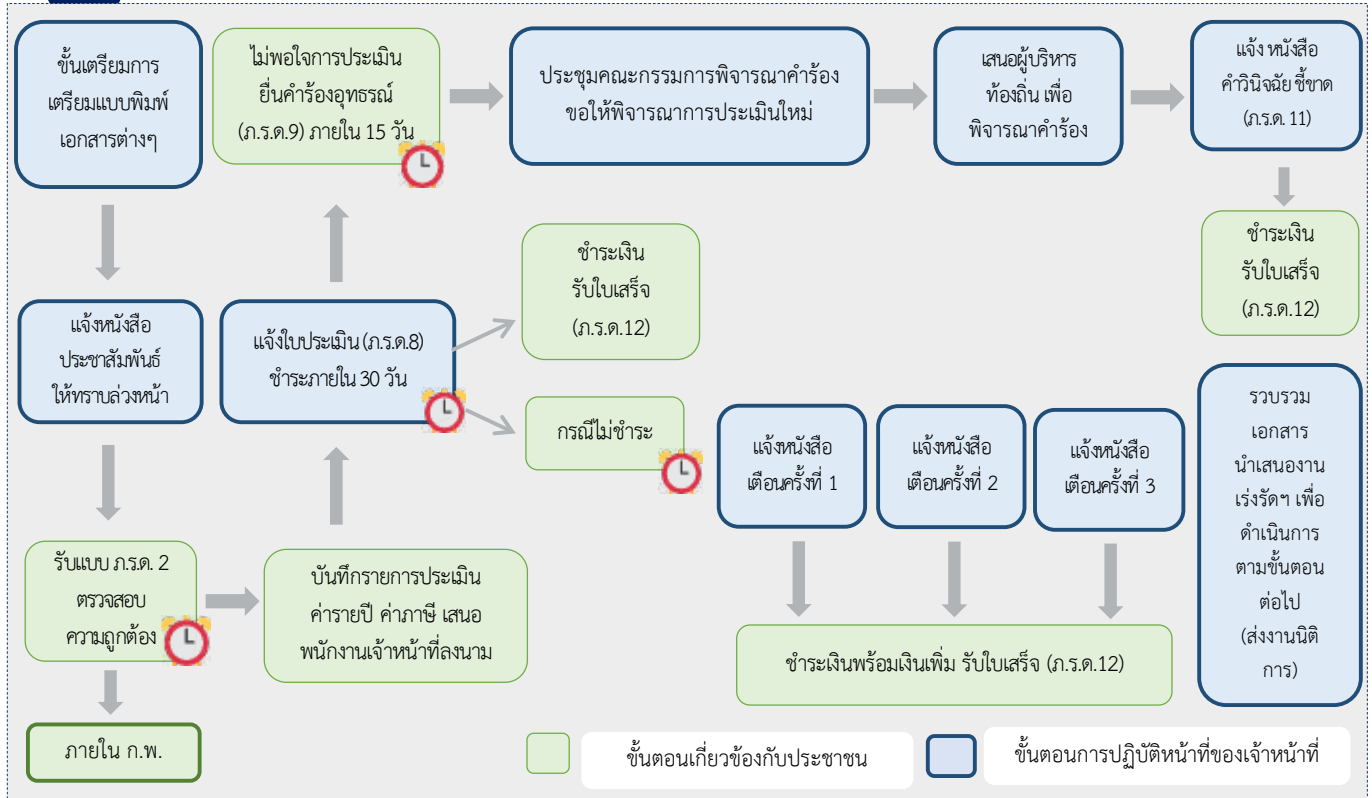 ขั้นเตรียมการ
เตรียมแบบพิมพ์
เอกสารต่างๆ
ไม่พอใจการประเมิน
ยื่นคำร้องอุทธรณ์
(ภ.ร.ด.9) ภายใน 15 วัน
ประชุมคณะกรรมการพิจารณาคำร้อง
ขอให้พิจารณาการประเมินใหม่
เสนอผู้บริหาร
ท้องถิ่น เพื่อ
พิจารณาคำร้อง
แจ้ง หนังสือ
คำวินิจฉัย ชี้ขาด
(ภ.ร.ด. 11)
ชำระเงิน
รับใบเสร็จ
(ภ.ร.ด.12)
แจ้งหนังสือ
ประชาสัมพันธ์
ให้ทราบล่วงหน้า
แจ้งใบประเมิน (ภ.ร.ด.8)
ชำระภายใน 30 วัน
ชำระเงิน
รับใบเสร็จ
(ภ.ร.ด.12)
กรณีไม่ชำระ
แจ้งหนังสือ
เตือนครั้งที่ 1
แจ้งหนังสือ
เตือนครั้งที่ 2
แจ้งหนังสือ
เตือนครั้งที่ 3
รวบรวม
เอกสาร
นำเสนองาน
เร่งรัดฯ เพื่อ
ดำเนินการ
ตามขั้นตอน
ต่อไป
(ส่งงานนิติ
การ)
รับแบบ ภ.ร.ด. 2
ตรวจสอบ
ความถูกต้อง
บันทึกรายการประเมิน
ค่ารายปี ค่าภาษี เสนอ
พนักงานเจ้าหน้าที่ลงนาม
ชำระเงินพร้อมเงินเพิ่ม รับใบเสร็จ (ภ.ร.ด.12)
ภายใน ก.พ.
ขั้นตอนเกี่ยวข้องกับประชาชน
ขั้นตอนการปฏิบัติหน้าที่ของเจ้าหน้าที่